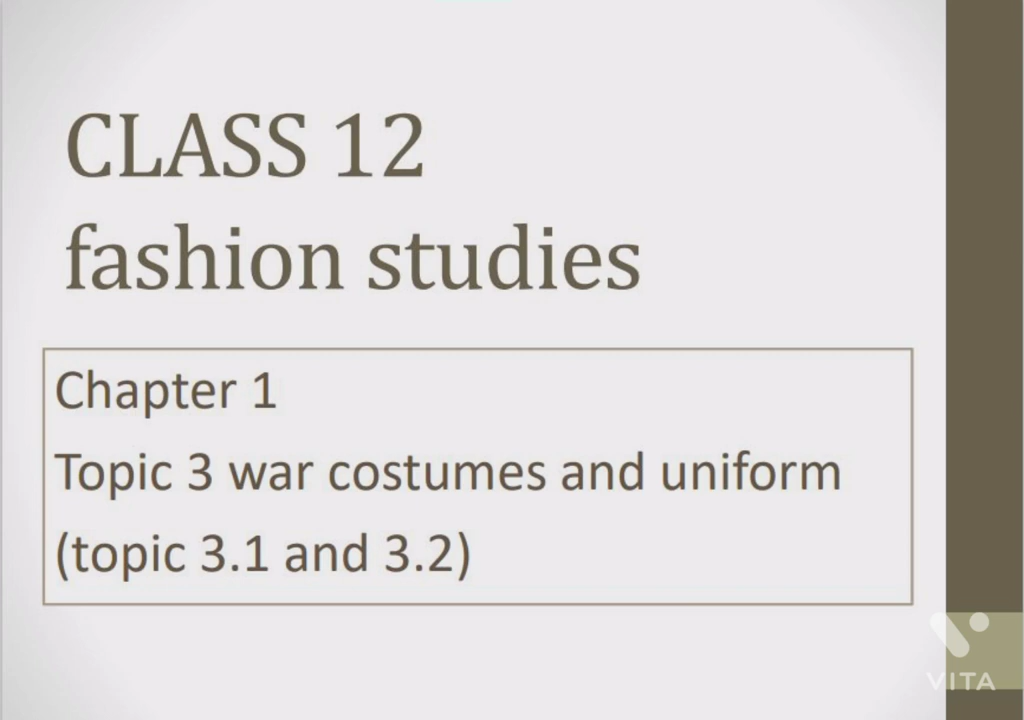 CLASS 12
fashion studies
Chapter 1
Topic 3 war costumes and uniform
(topic 3.1 and 3.2)
VITA